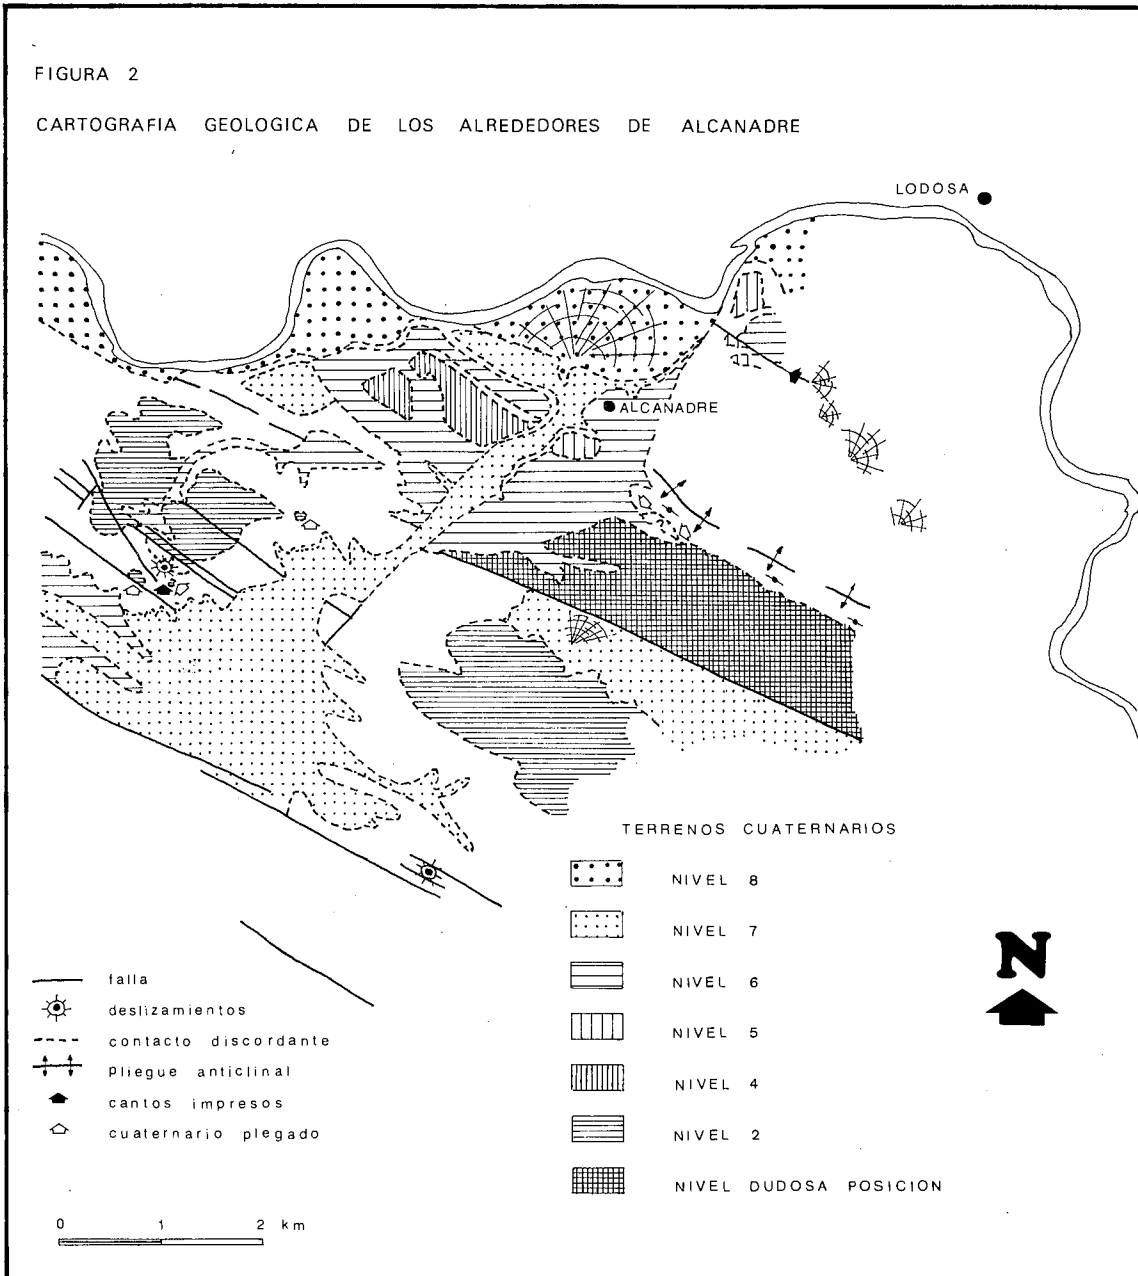 FIGURA 2
CARTOGRAFIA GEOLOGICA DE LOS ALREDEDORES DE ALCANADRE
LODOSA
ALCANADRE
TERRENOS CUATERNARIOS
NIVEL 8
NIVEL 7
NIVEL 6
NIVEL 5
NIVEL 4
NIVEL 2
NIVEL DUDOSA POSICION
N
falla
deslizamientos
contacto discordante
pliegue anticlinal
cantos impresos
cuaternario plegado
0 1 2 km